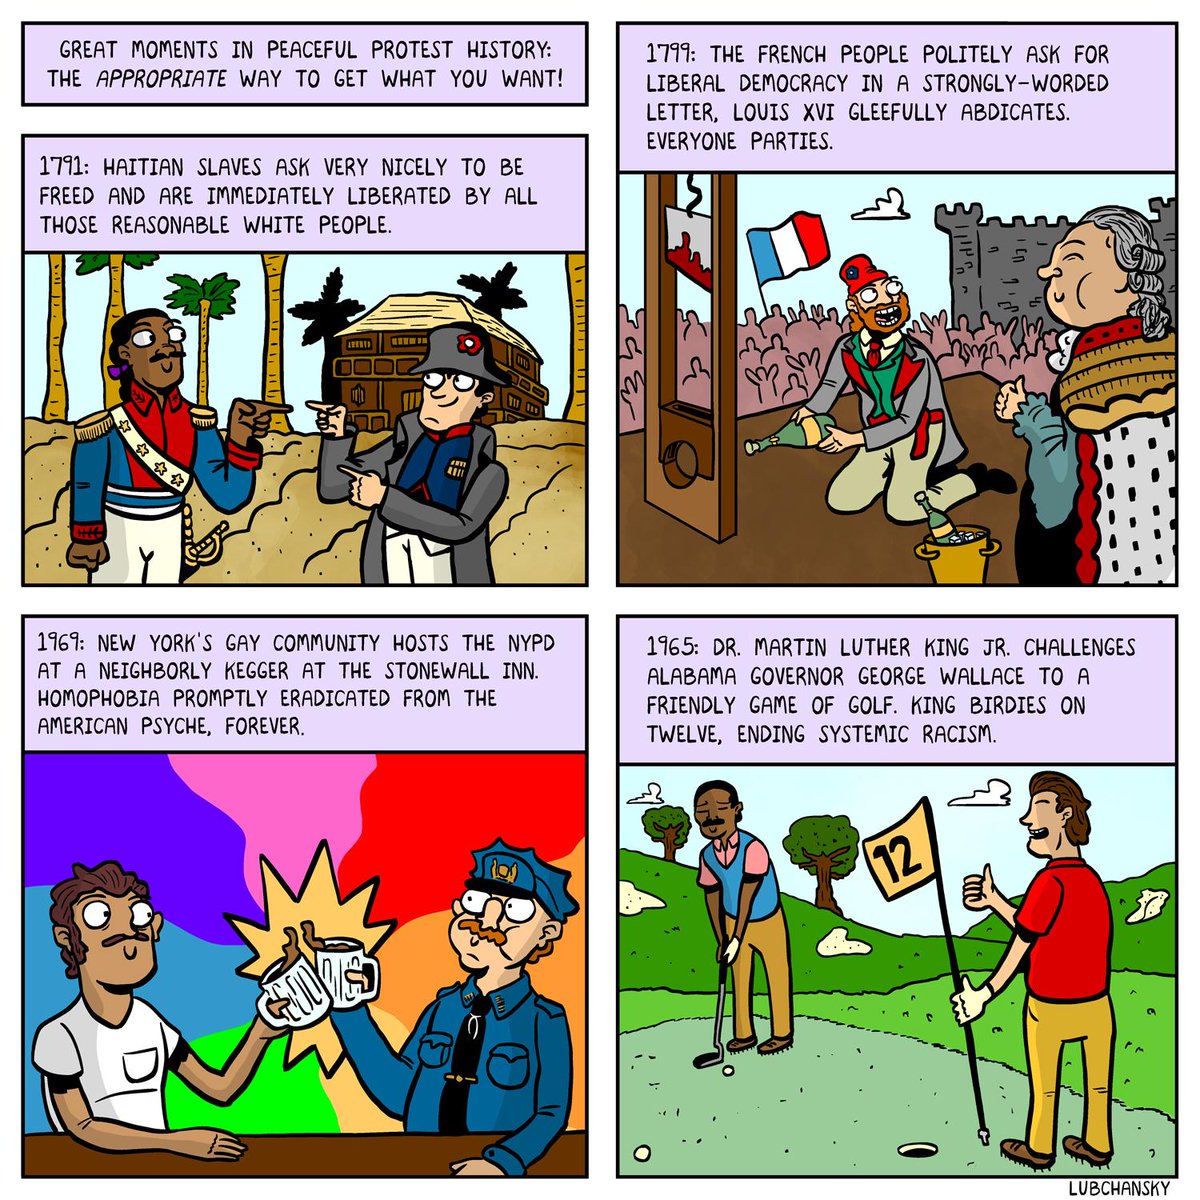 GREAT MOMENTS IN PEACEFUL PROTEST HISTORY:
THE APPROPRIATE WAY TO GET WHAT YOU WANT!
1791: HAITIAN SLAVES ASK VERY NICELY TO BE
FREED AND ARE IMMEDIATELY LIBERATED BY ALL
THOSE REASONABLE WHITE PEOPLE.
1799: THE FRENCH PEOPLE POLITELY ASK FOR
LIBERAL DEMOCRACY IN A STRONGLY-WORDED
LETTER, LOUIS XVI GLEEFULLY ABDICATES.
EVERYONE PARTIES.
1969: NEW YORK'S GAY COMMUNITY HOSTS THE NYPD
AT A NEIGHBORLY KEGGER AT THE STONEWALL INN.
HOMOPHOBIA PROMPTLY ERADICATED FROM THE
AMERICAN PSYCHE, FOREVER.
1965: DR. MARTIN LUTHER KING JR. CHALLENGES
ALABAMA GOVERNOR GEORGE WALLACE TO A
FRIENDLY GAME OF GOLF. KING BIRDIES ON
TWELVE, ENDING SYSTEMIC RACISM.
12
LUBCHANSKY